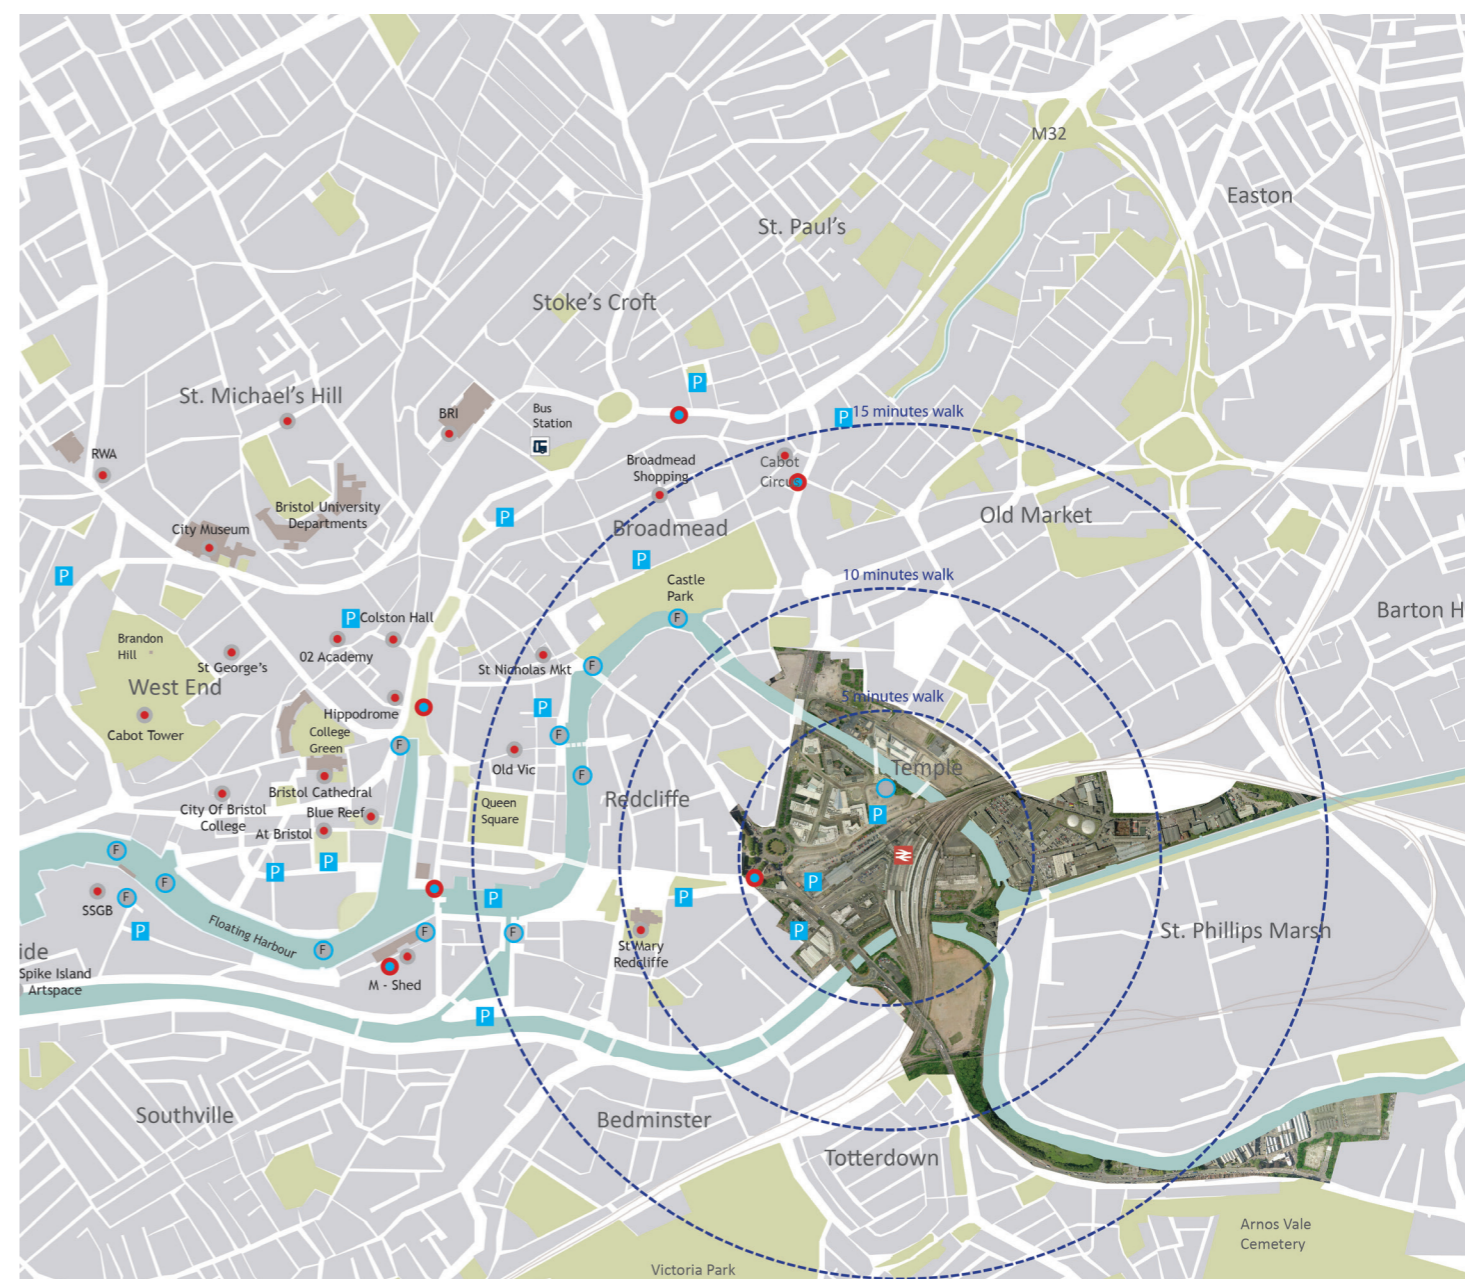 M32
Easton
St. Paul's
Stoke's Croft
St. Michael's Hill
BRI
Bus
Station
P
P
15 minutes walk
RWA
Broadmead
Shopping
Cabot
Circus
Bristol University
Departments
City Museum
P
Broadmead
Old Market
P
P
10 minutes walk
Castle
Park
F
Barton H
P
Colston Hall
Brandon
Hill
02 Academy
St George's
St Nicholas Mkt
F
West End
5 minutes walk
Hippodrome
P
Cabot Tower
College
Green
F
F
Old Vic
F
Temple
Bristol Cathedral
City Of Bristol
College
Blue Reef
At Bristol
Queen
Square
Redcliffe
P
F
P
P
F
F
SSGB
P
P
P
P
Floating Harbour
F
F
F
P
St Mary
Redcliffe
St. Phillips Marsh
ide
Spike Island
Artspace
M - Shed
P
Southville
Bedminster
Totterdown
Arnos Vale
Cemetery
Victoria Park